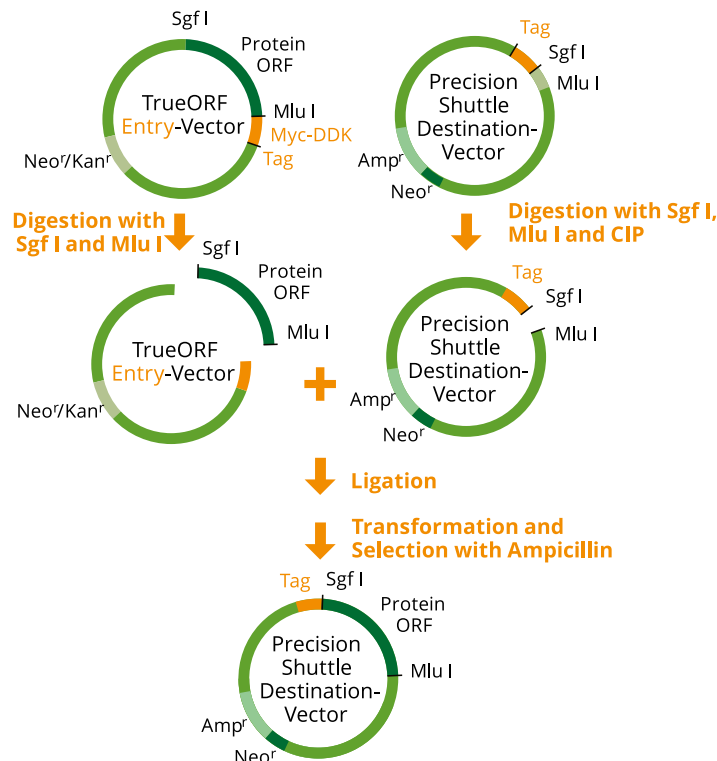 Sgf I
Protein
ORF
TrueORF
Entry-Vector
Mlu I
Myc-DDK
Tag
Neoʳ/Kanʳ
Tag
Sgf I
Mlu I
Precision
Shuttle
Destination-
Vector
Ampʳ
Neoʳ
Digestion with
Sgf I and Mlu I
Digestion with Sgf I,
Mlu I and CIP
Sgf I
Protein
ORF
Mlu I
TrueORF
Entry-Vector
Neoʳ/Kanʳ
+
Tag
Sgf I
Mlu I
Precision
Shuttle
Destination-
Vector
Ampʳ
Neoʳ
Ligation
Transformation and
Selection with Ampicillin
Tag
Sgf I
Protein
ORF
Precision
Shuttle
Destination-
Vector
Mlu I
Ampʳ
Neoʳ